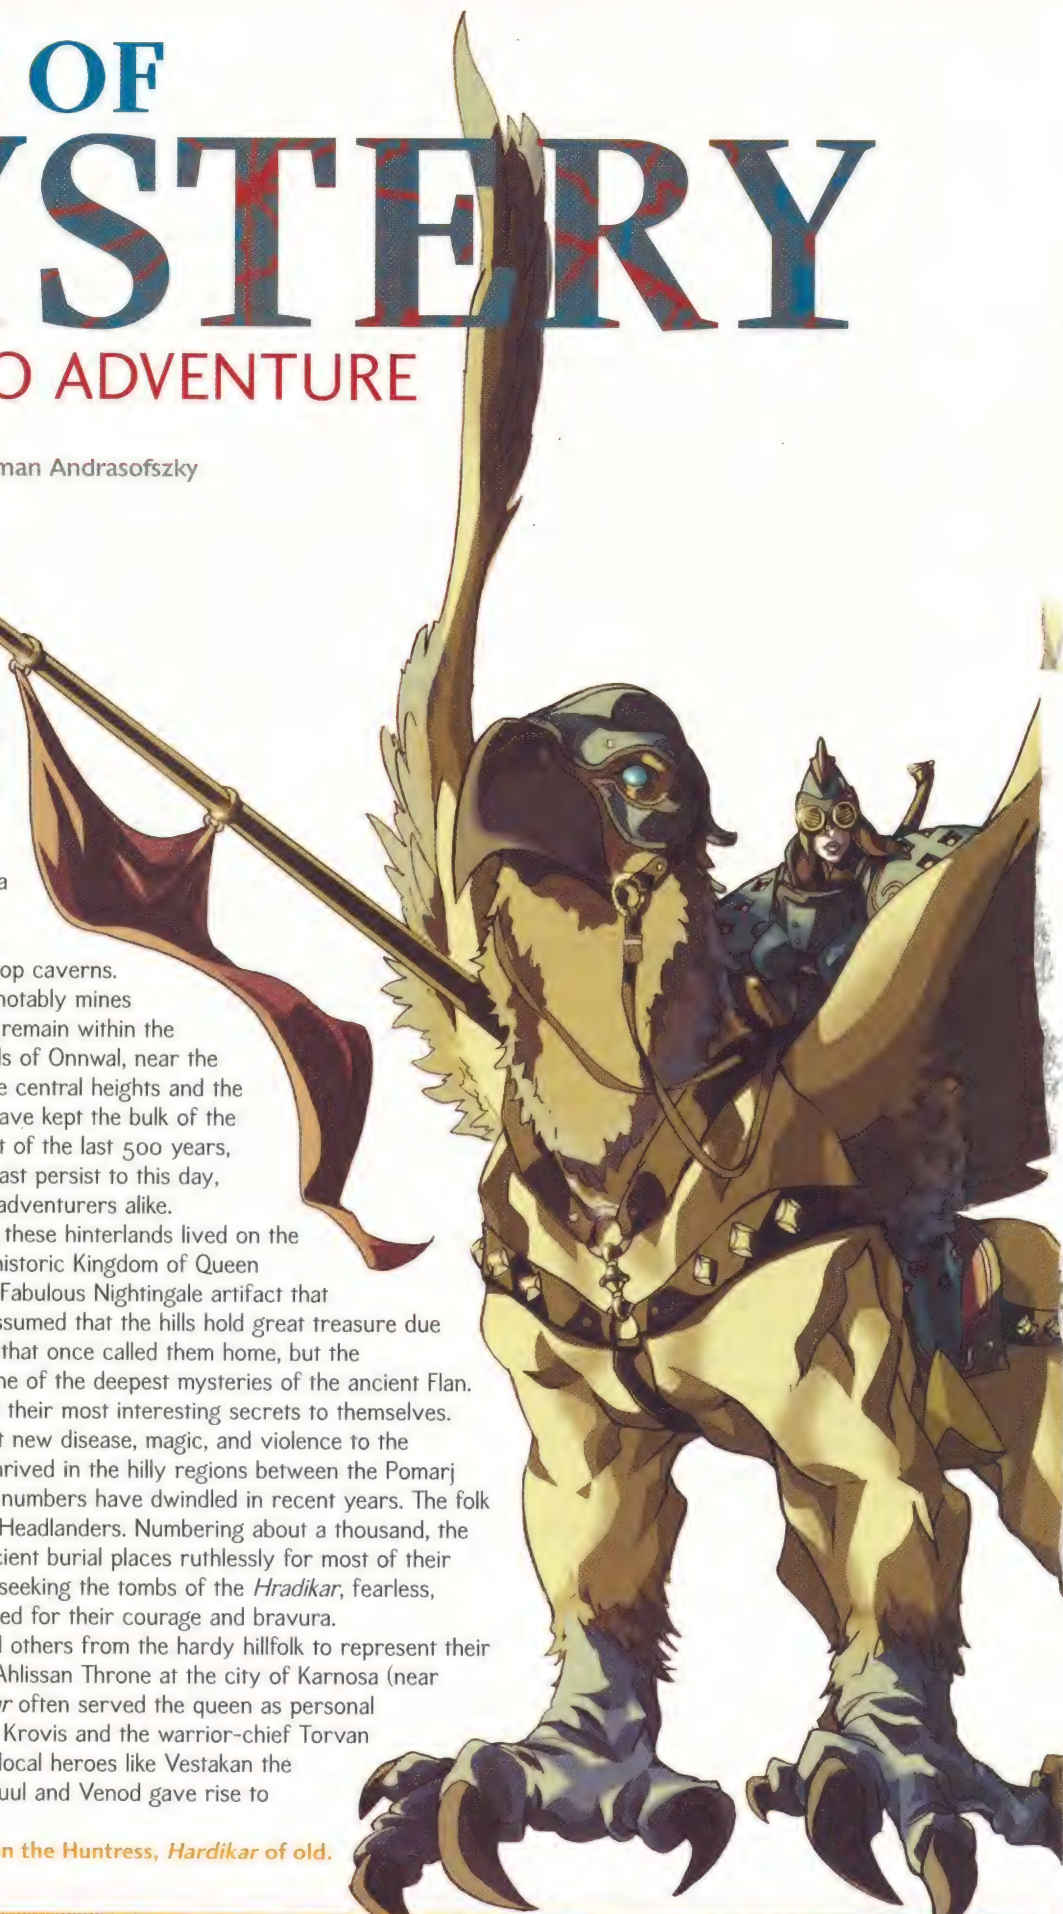 OF
YSTERY
O ADVENTURE
man Andrasofszky
a
op caverns.
notably mines
remain within the
ls of Onnwal, near the
e central heights and the
ave kept the bulk of the
t of the last 500 years,
ast persist to this day,
adventurers alike.
these hinterlands lived on the
historic Kingdom of Queen
Fabulous Nightingale artifact that
ssumed that the hills hold great treasure due
that once called them home, but the
ne of the deepest mysteries of the ancient Flan.
their most interesting secrets to themselves.
t new disease, magic, and violence to the
hrived in the hilly regions between the Pomarj
numbers have dwindled in recent years. The folk
Headlanders. Numbering about a thousand, the
cient burial places ruthlessly for most of their
seeking the tombs of the Hradikar, fearless,
ed for their courage and bravura.
d others from the hardy hillfolk to represent their
Ahlissan Throne at the city of Karnosa (near
ar often served the queen as personal
Krovis and the warrior-chief Torvan
local heroes like Vestakan the
uul and Venod gave rise to
n the Huntress, Hardikar of old.